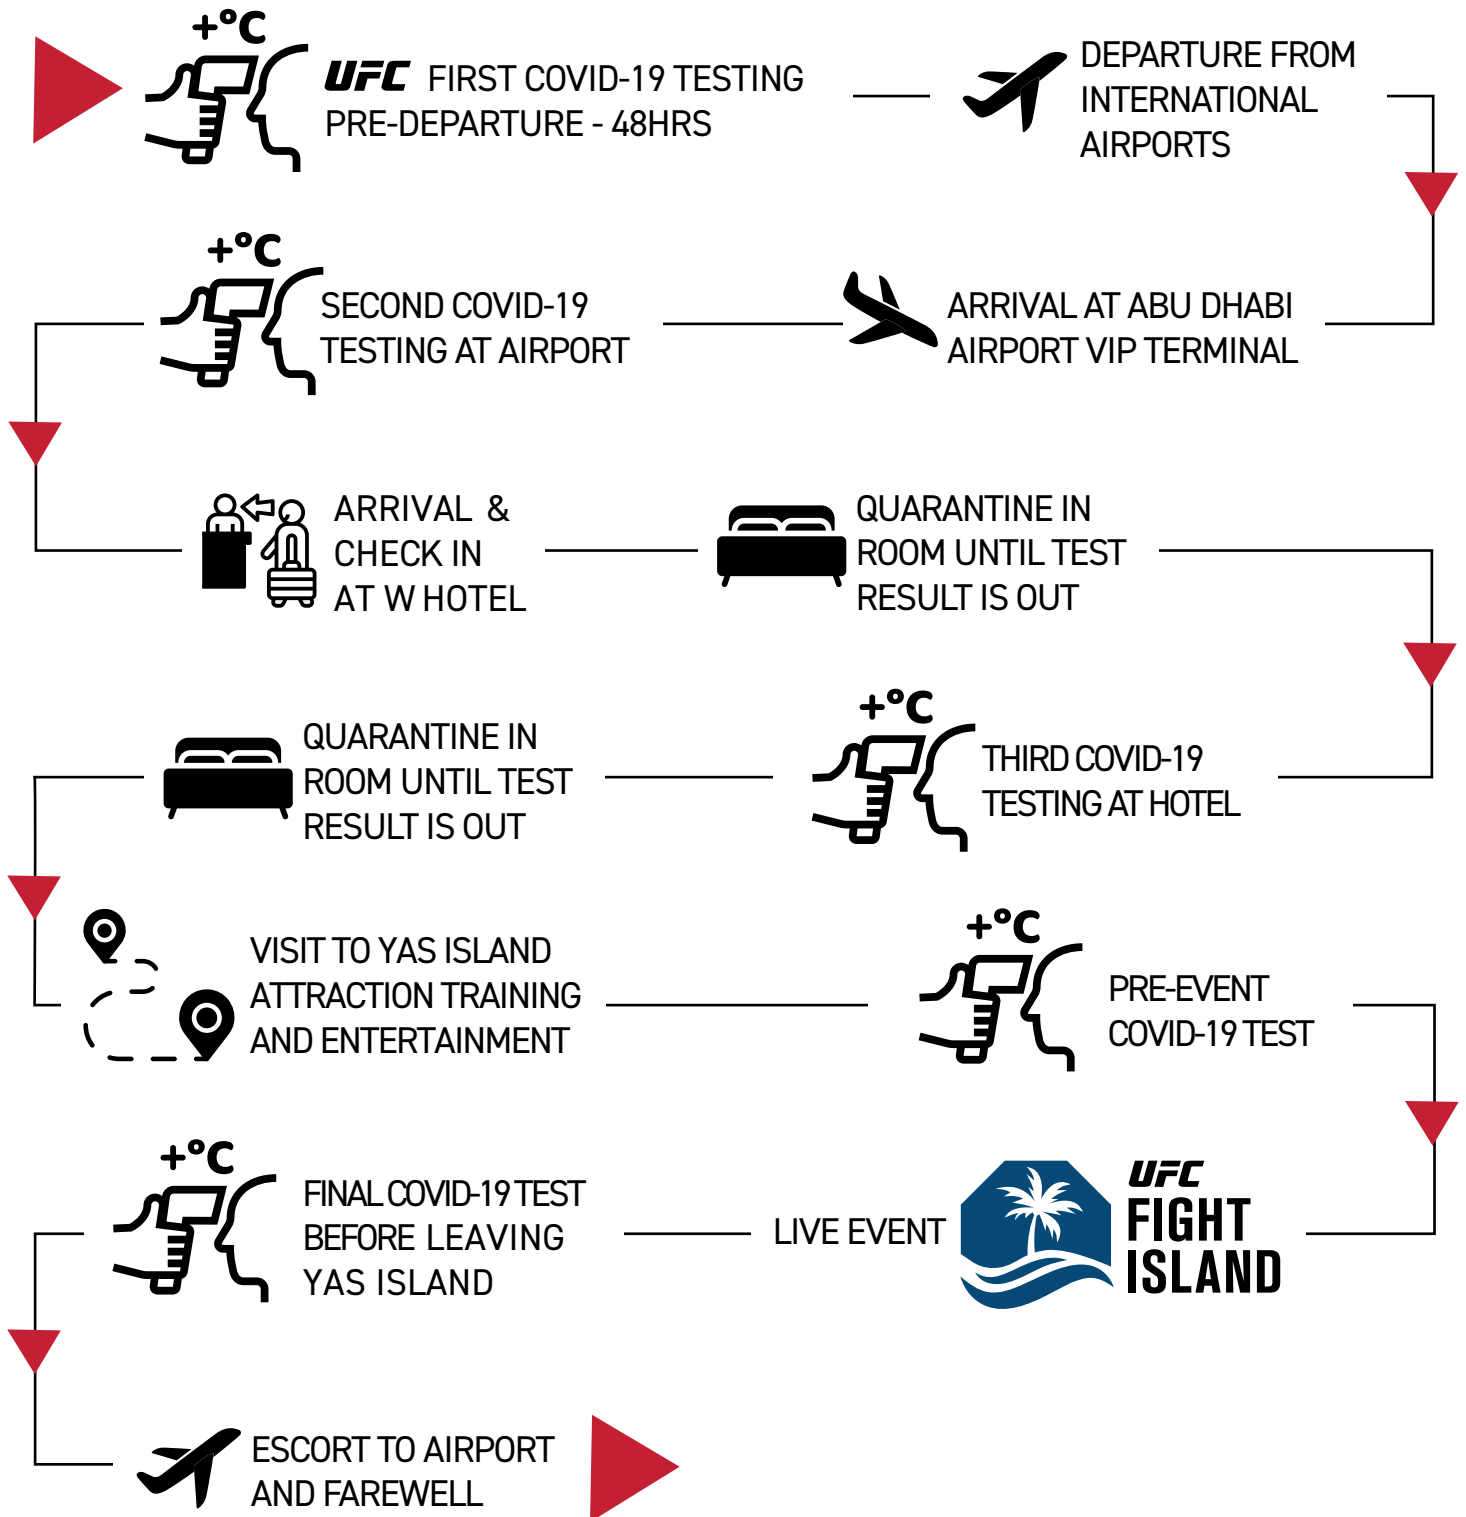 +°C
UFC FIRST COVID-19 TESTING
PRE-DEPARTURE - 48HRS
DEPARTURE FROM
INTERNATIONAL
AIRPORTS
ARRIVAL AT ABU DHABI
AIRPORT VIP TERMINAL
+°C
SECOND COVID-19
TESTING AT AIRPORT
ARRIVAL &
CHECK IN
AT W HOTEL
QUARANTINE IN
ROOM UNTIL TEST
RESULT IS OUT
+°C
THIRD COVID-19
TESTING AT HOTEL
QUARANTINE IN
ROOM UNTIL TEST
RESULT IS OUT
VISIT TO YAS ISLAND
ATTRACTION TRAINING
AND ENTERTAINMENT
+°C
PRE-EVENT
COVID-19 TEST
LIVE EVENT
UFC
FIGHT
ISLAND
+°C
FINAL COVID-19 TEST
BEFORE LEAVING
YAS ISLAND
ESCORT TO AIRPORT
AND FAREWELL